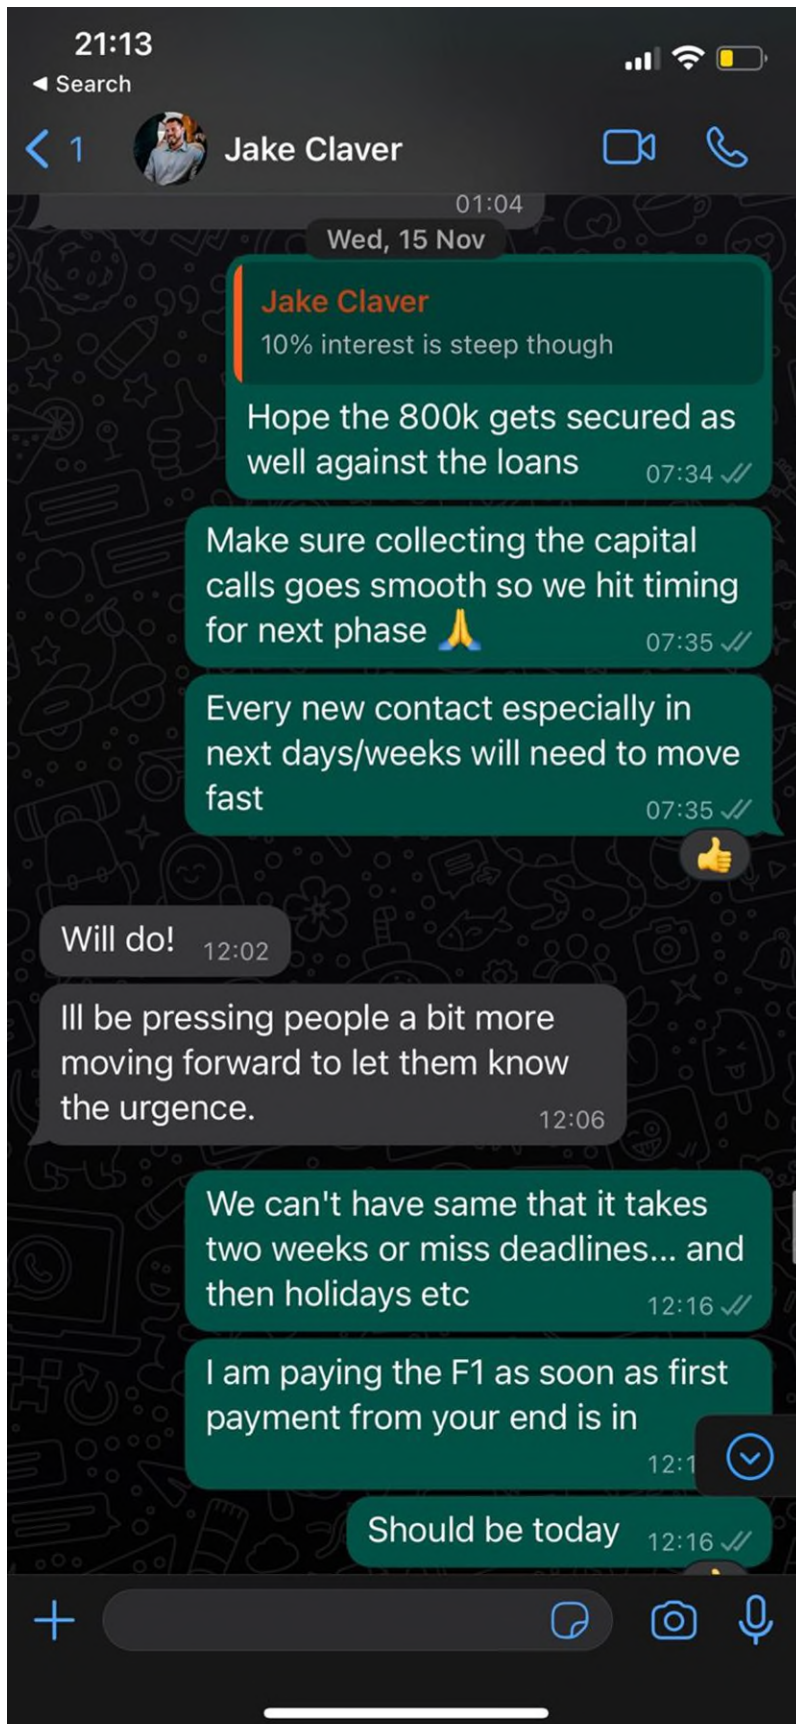 21:13
Search
1
Jake Claver
01:04
Wed, 15 Nov
Jake Claver
10% interest is steep though
Hope the 800k gets secured as
well against the loans 07:34
Make sure collecting the capital
calls goes smooth so we hit timing
for next phase 🙏 07:35
Every new contact especially in
next days/weeks will need to move
fast 07:35
👍
Will do! 12:02
Ill be pressing people a bit more
moving forward to let them know
the urgence. 12:06
We can't have same that it takes
two weeks or miss deadlines... and
then holidays etc 12:16
I am paying the F1 as soon as first
payment from your end is in
12:1
Should be today 12:16